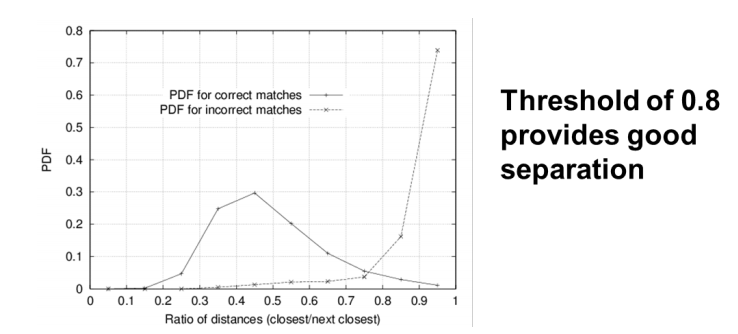 0.8
0.7
0.6
0.5
0.4
0.3
0.2
0.1
0
PDF
PDF for correct matches
PDF for incorrect matches
0 0.1 0.2 0.3 0.4 0.5 0.6 0.7 0.8 0.9 1
Ratio of distances (closest/next closest)
Threshold of 0.8
provides good
separation